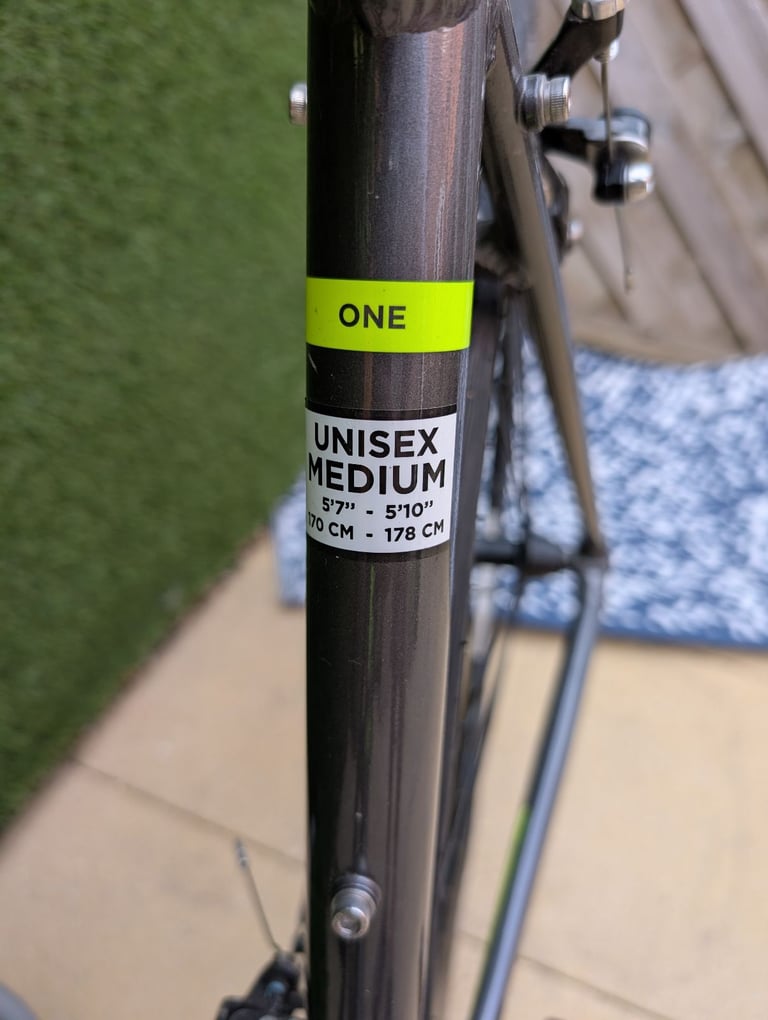 ONE
UNISEX
MEDIUM
5'7" - 5'10"
170 CM - 178 CM